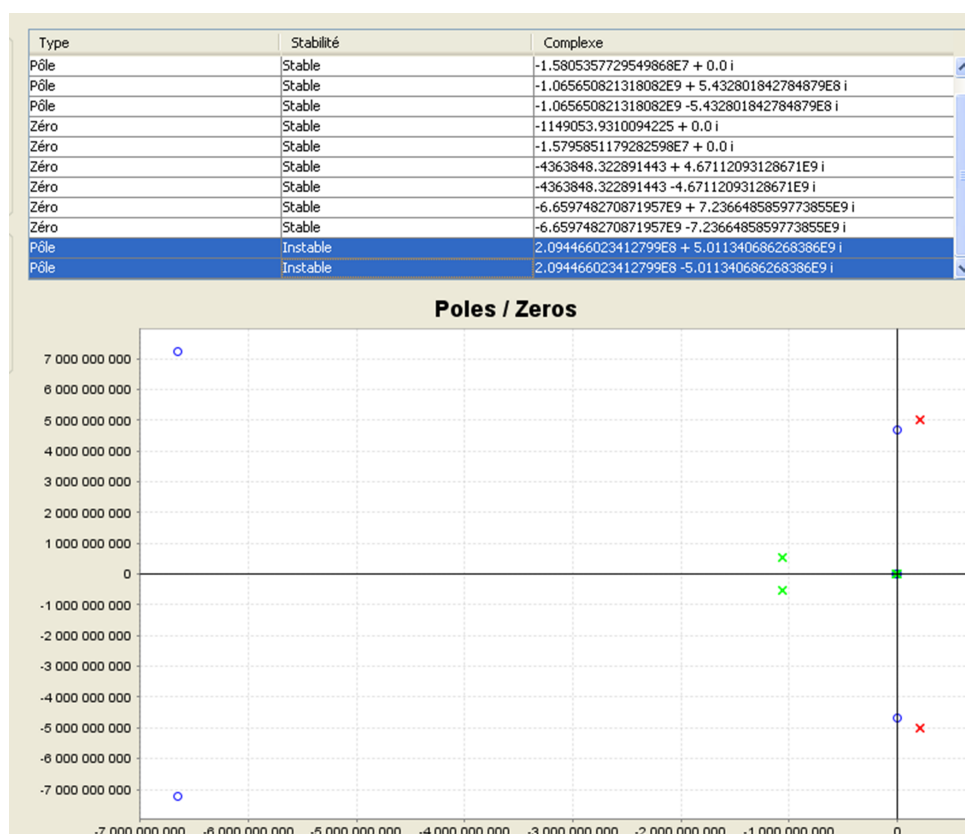 Type Stabilité Complexe
Pôle Stable -1.5805357729549868E7 + 0.0 i
Pôle Stable -1.065650821318082E9 + 5.432801842784879E8 i
Pôle Stable -1.065650821318082E9 -5.432801842784879E8 i
Zéro Stable -1149053.9310094225 + 0.0 i
Zéro Stable -1.5795851179282598E7 + 0.0 i
Zéro Stable -4363848.322891443 + 4.67112093128671E9 i
Zéro Stable -4363848.322891443 -4.67112093128671E9 i
Zéro Stable -6.659748270871957E9 + 7.2366485859773855E9 i
Zéro Stable -6.659748270871957E9 -7.2366485859773855E9 i
Pôle Instable 2.094466023412799E8 + 5.011340686268386E9 i
Pôle Instable 2.094466023412799E8 -5.011340686268386E9 i
Poles / Zeros
7 000 000 000
6 000 000 000
5 000 000 000
4 000 000 000
3 000 000 000
2 000 000 000
1 000 000 000
0
-1 000 000 000
-2 000 000 000
-3 000 000 000
-4 000 000 000
-5 000 000 000
-6 000 000 000
-7 000 000 000
-7 000 000 000 -6 000 000 000 -5 000 000 000 -4 000 000 000 -3 000 000 000 -2 000 000 000 -1 000 000 000 0